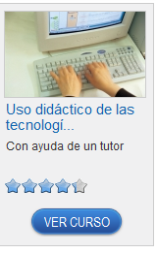 Uso didáctico de las
tecnologí...
Con ayuda de un tutor
VER CURSO